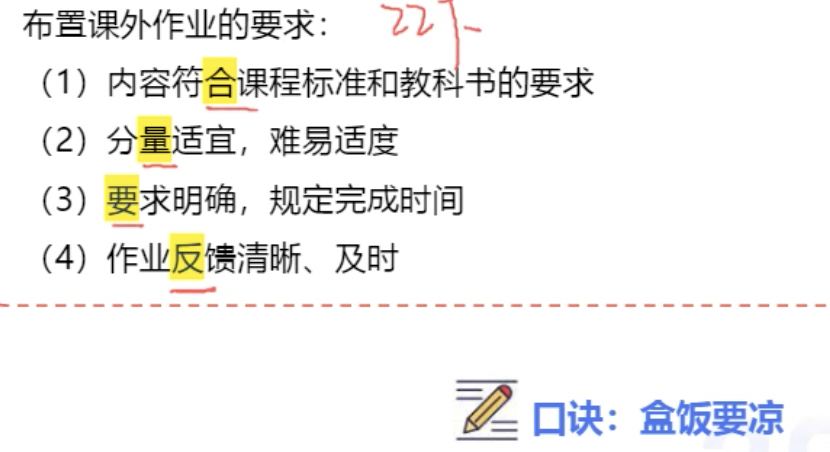 布置课外作业的要求：
22下
（1）内容符合课程标准和教科书的要求
（2）分量适宜，难易适度
（3）要求明确，规定完成时间
（4）作业反馈清晰、及时
口诀：盒饭要凉